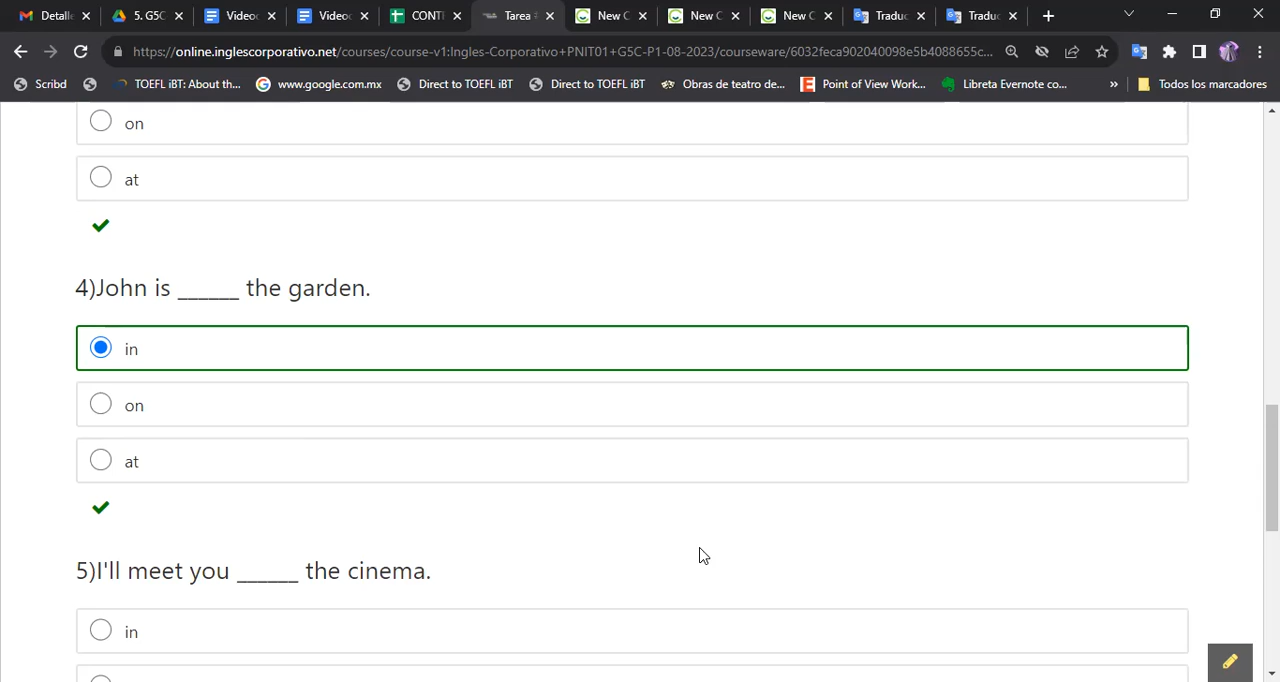 Detalle
5. G5C
Video
Video
CONTI
Tarea
New C
New C
New C
Traduc
Traduc
https://online.inglescorporativo.net/courses/course-v1:Ingles-Corporativo+PNIT01+G5C-P1-08-2023/courseware/6032feca902040098e5b4088655c...
Scribd
TOEFL iBT: About th...
www.google.com.mx
Direct to TOEFL iBT
Direct to TOEFL iBT
Obras de teatro de...
Point of View Work...
Libreta Evernote co...
»
Todos los marcadores
on
at
4)John is ______ the garden.
in
on
at
5)I'll meet you ______ the cinema.
in